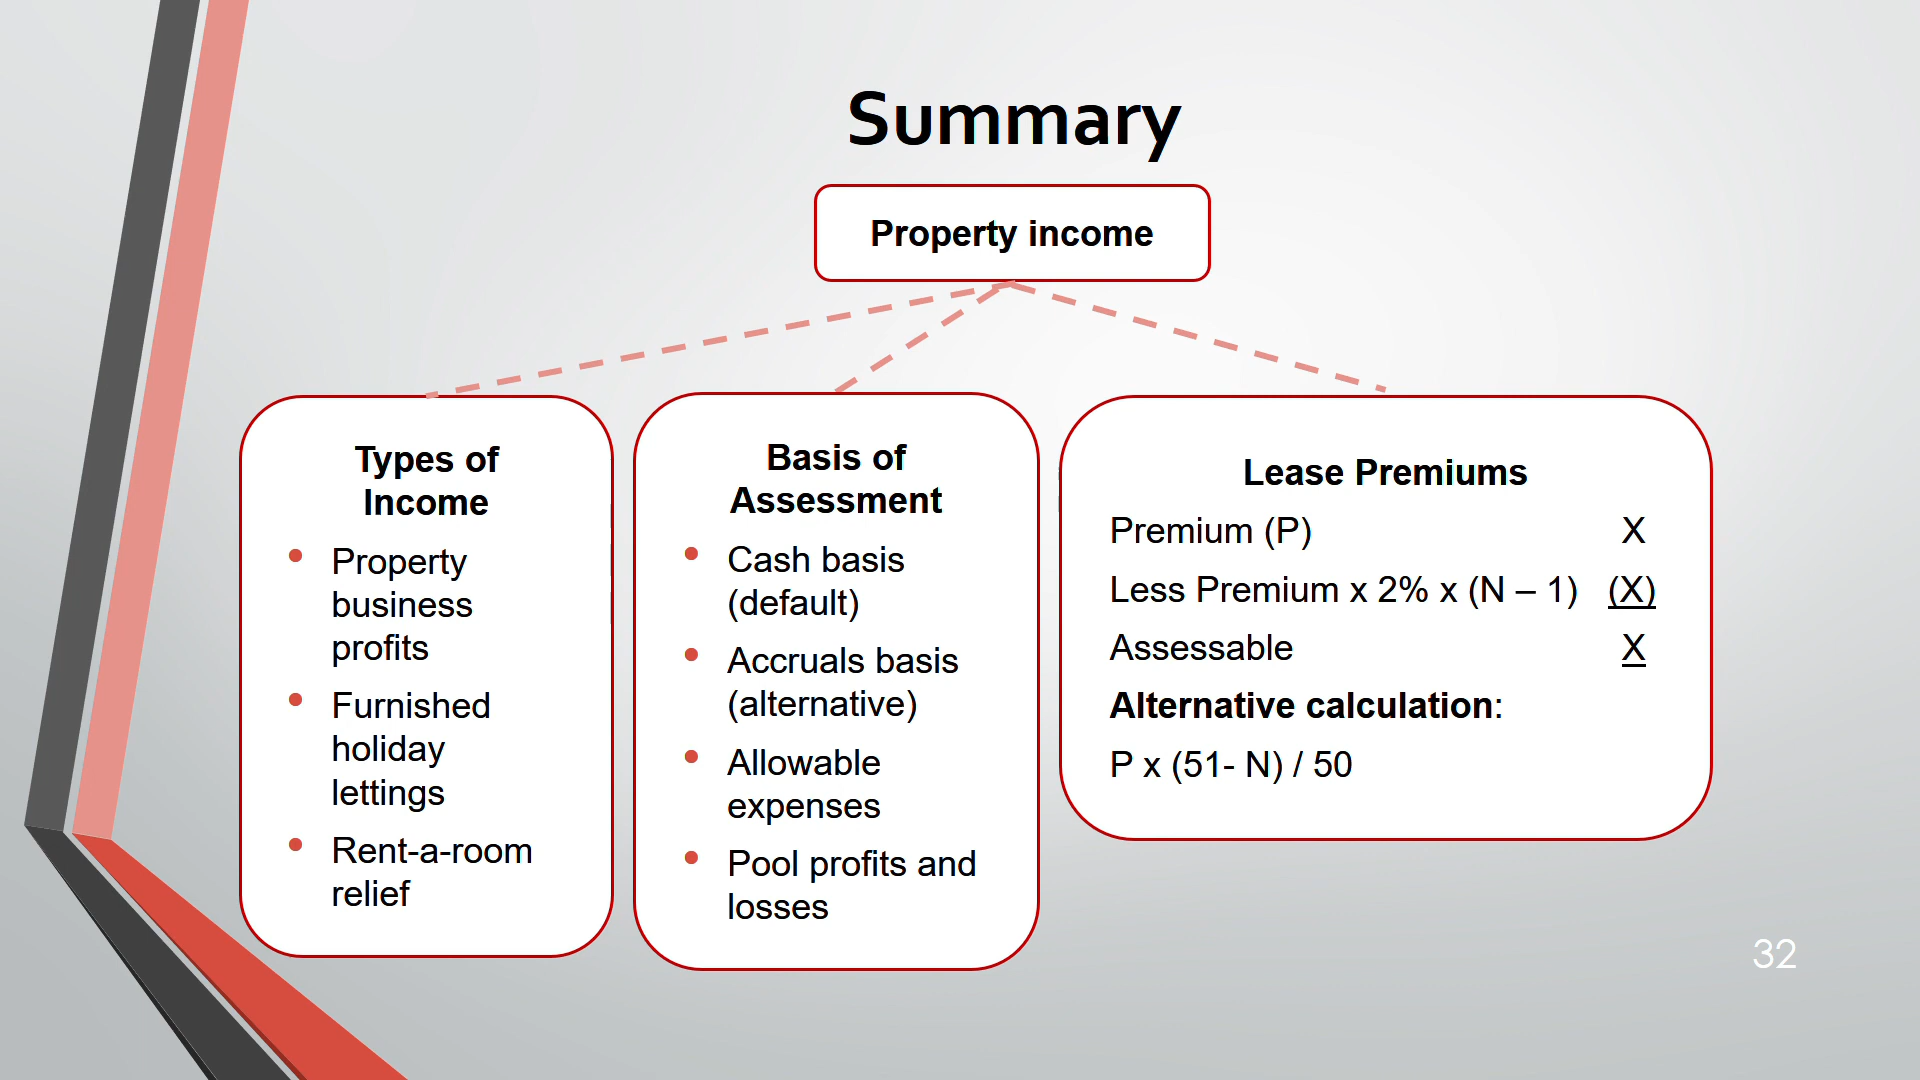 Summary
Property income
Types of
Income
• Property
business
profits
• Furnished
holiday
lettings
• Rent-a-room
relief
Basis of
Assessment
• Cash basis
(default)
• Accruals basis
(alternative)
• Allowable
expenses
• Pool profits and
losses
Lease Premiums
Premium (P) X
Less Premium x 2% x (N – 1) (X)
Assessable X
Alternative calculation:
P x (51- N) / 50
32